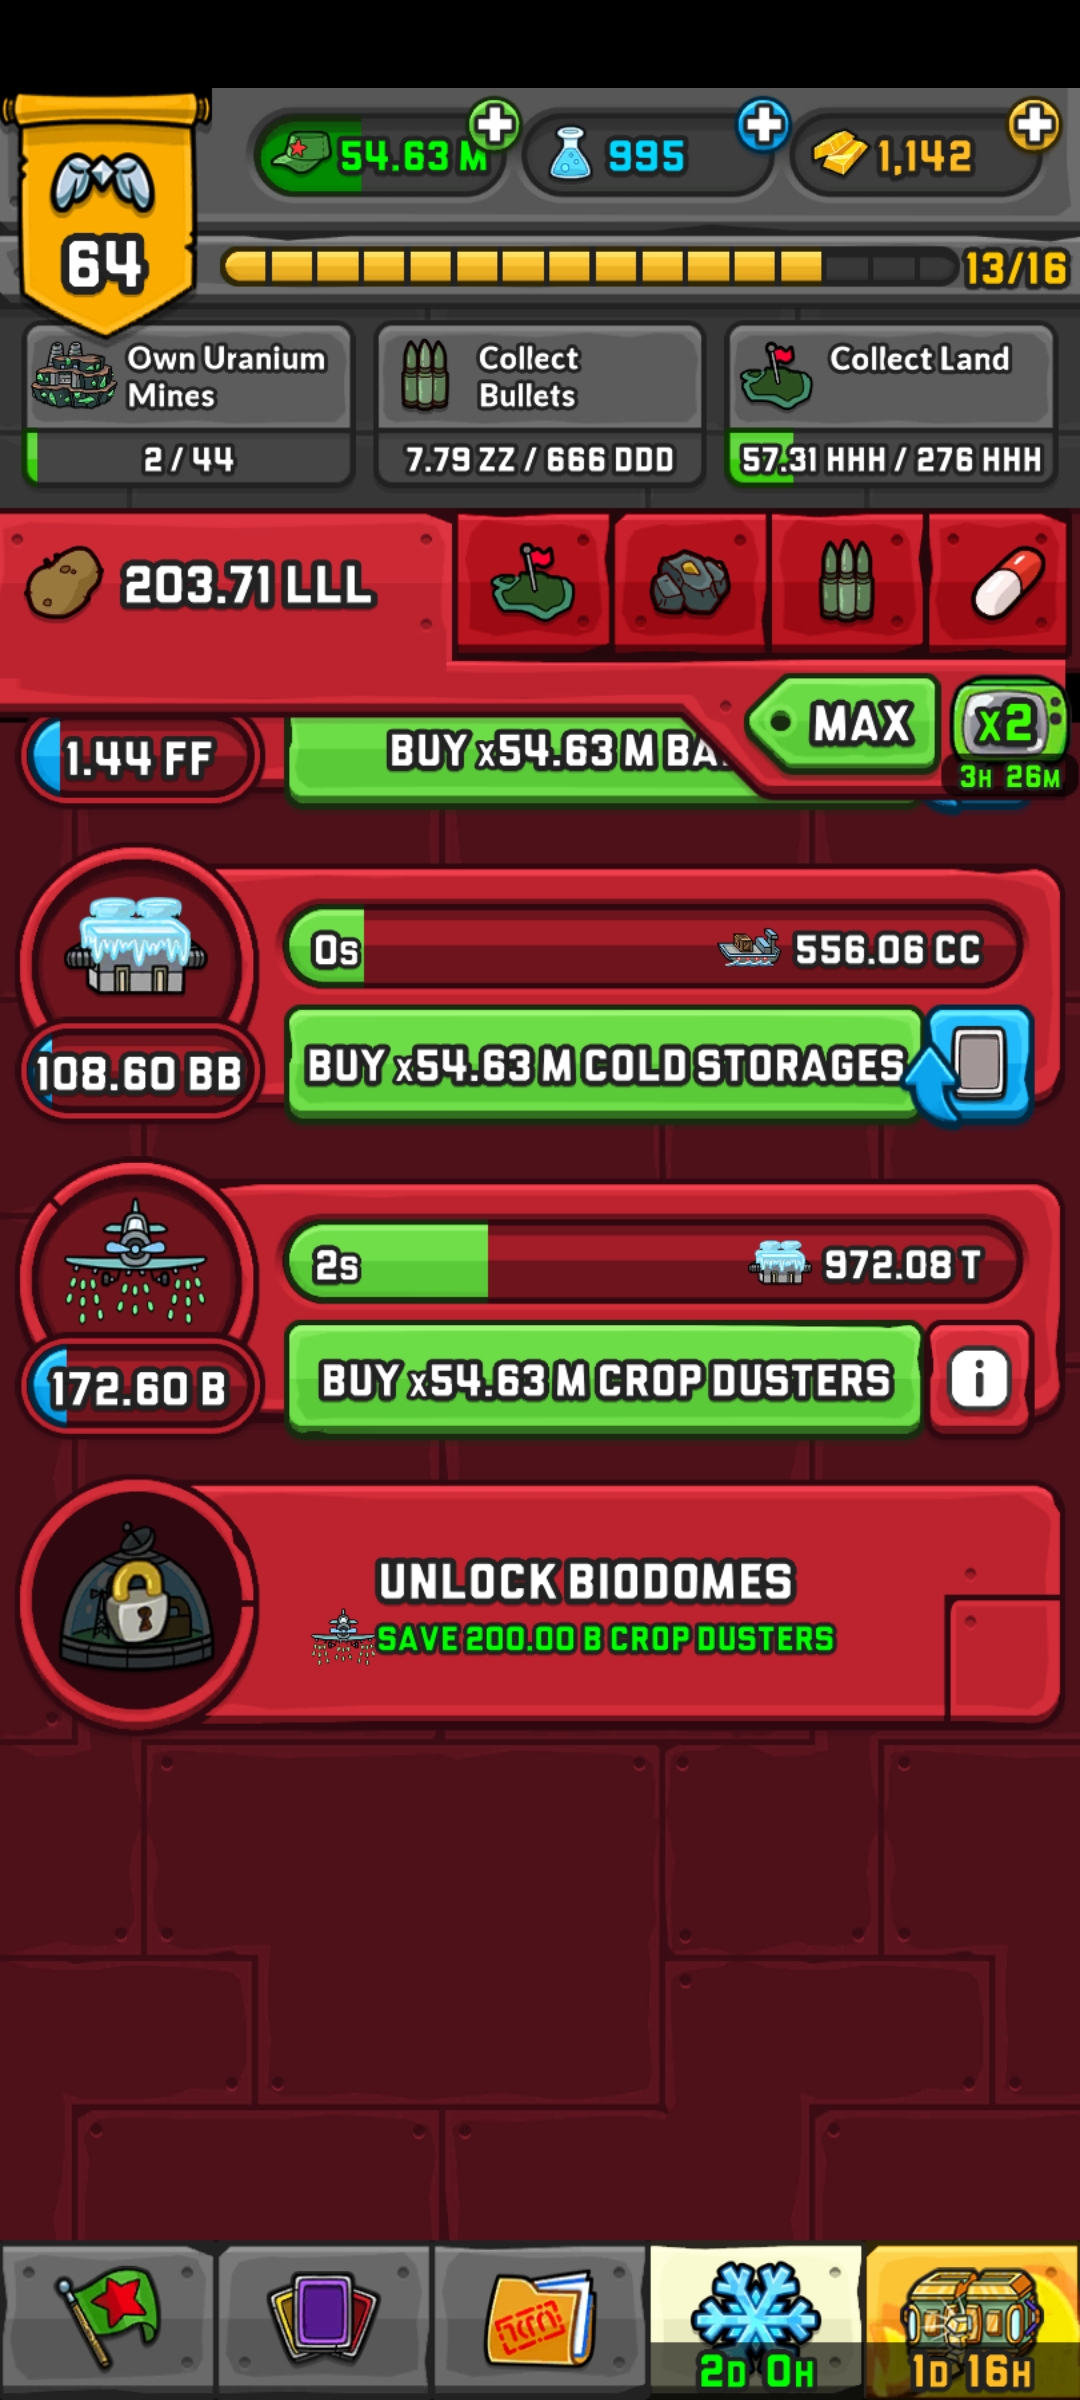 54.63 M
995
1,142
64
13/16
Own Uranium
Mines
2 / 44
Collect
Bullets
7.79 ZZ / 666 DDD
Collect Land
57.31 HHH / 276 HHH
203.71 LLL
MAX
X2
3H 26M
1.44 FF
BUY x54.63 M BA
0s
556.06 CC
108.60 BB
BUY x54.63 M COLD STORAGES
2s
972.08 T
172.60 B
BUY x54.63 M CROP DUSTERS
i
UNLOCK BIODOMES
SAVE 200.00 B CROP DUSTERS
2D 0H
1D 16H